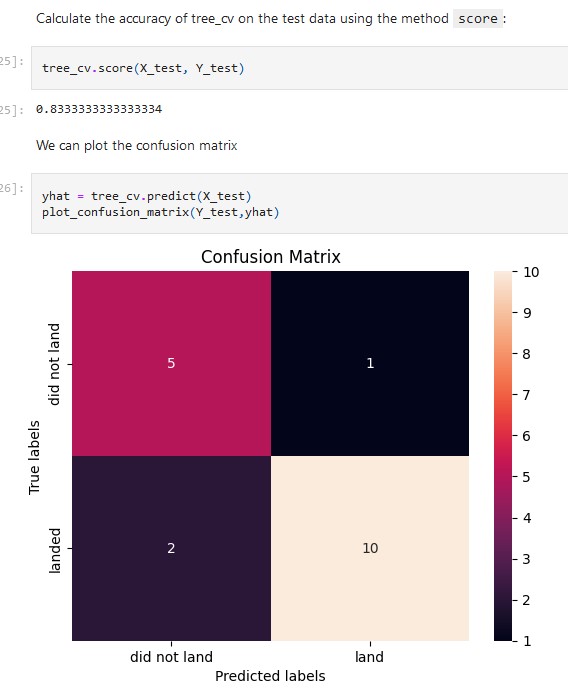 Calculate the accuracy of tree_cv on the test data using the method score :
25]:
tree_cv.score(X_test, Y_test)
25]:
0.8333333333333334
We can plot the confusion matrix
26]:
yhat = tree_cv.predict(X_test)
plot_confusion_matrix(Y_test,yhat)
Confusion Matrix
True labels
did not land
landed
5
1
2
10
did not land
land
Predicted labels
10
9
8
7
6
5
4
3
2
1